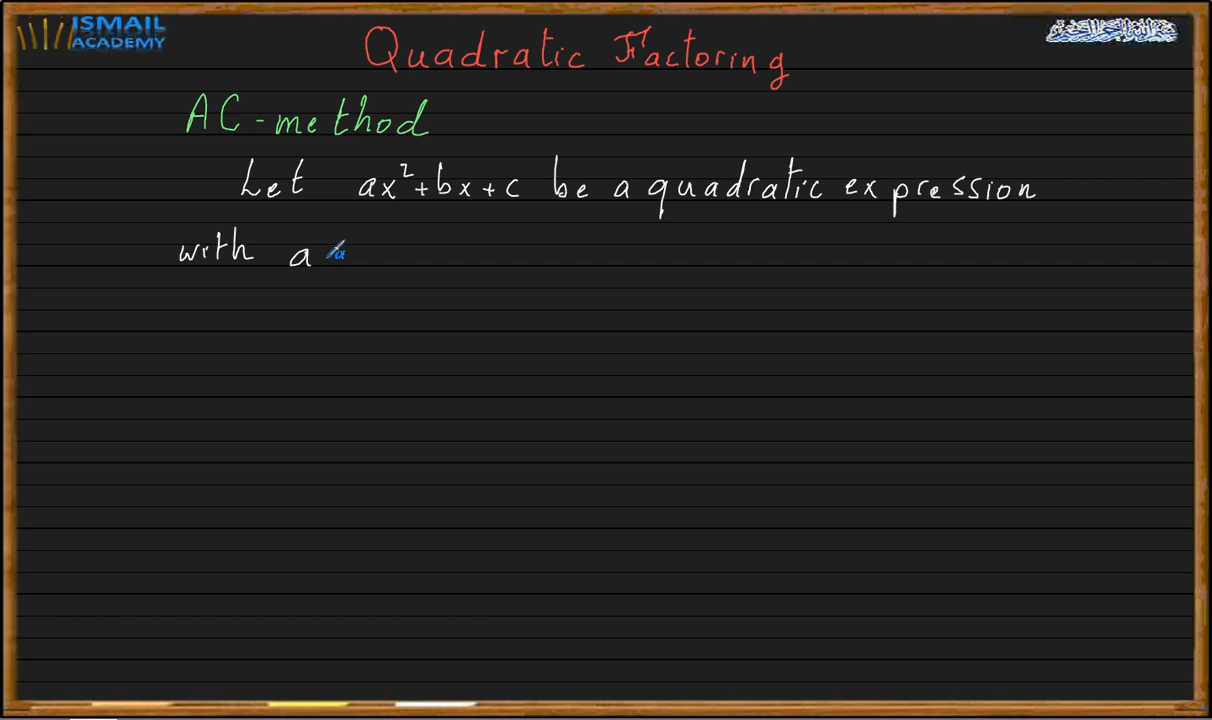 ISMAIL
ACADEMY
Quadratic Factoring
AC-method
Let ax²+bx+c be a quadratic expression
with a